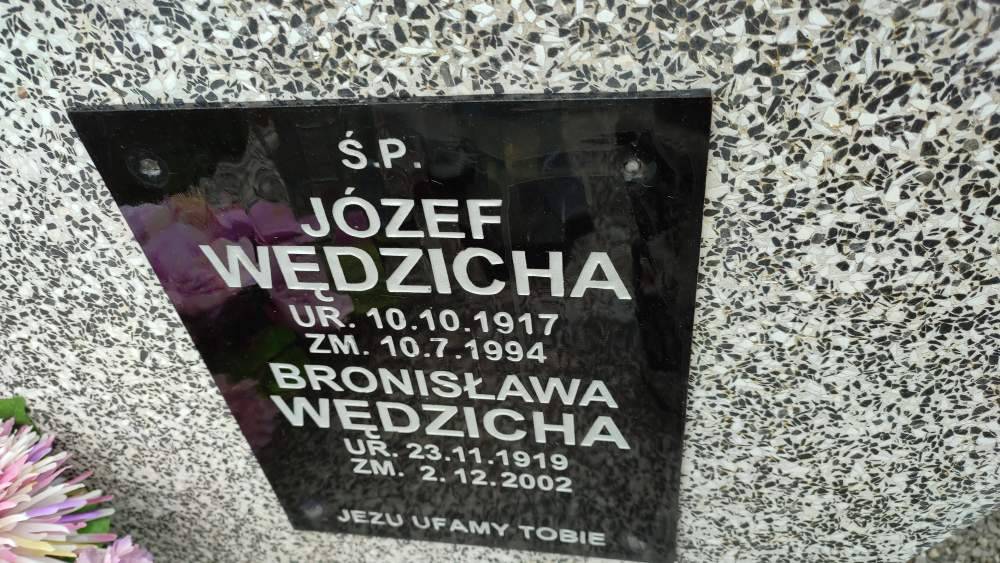 Ś.P.
JÓZEF
WĘDZICHA
UR. 10.10.1917
ZM. 10.7.1994
BRONISŁAWA
WĘDZICHA
UR. 23.11.1919
ZM. 2.12.2002
JEZU UFAMY TOBIE